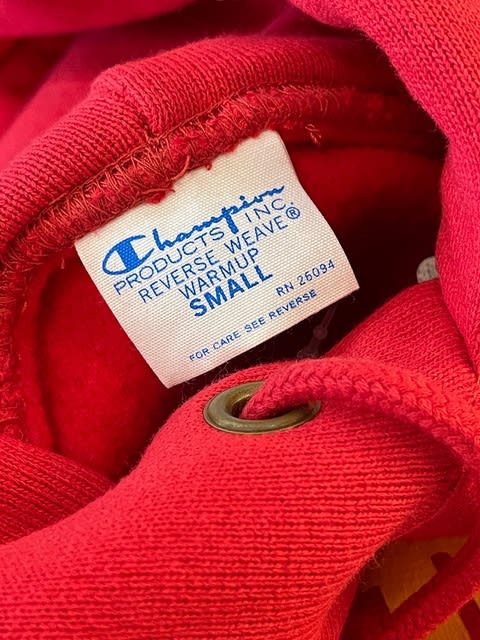 Champion
PRODUCTS INC.
REVERSE WEAVE®
WARMUP
SMALL
RN 26094
FOR CARE SEE REVERSE